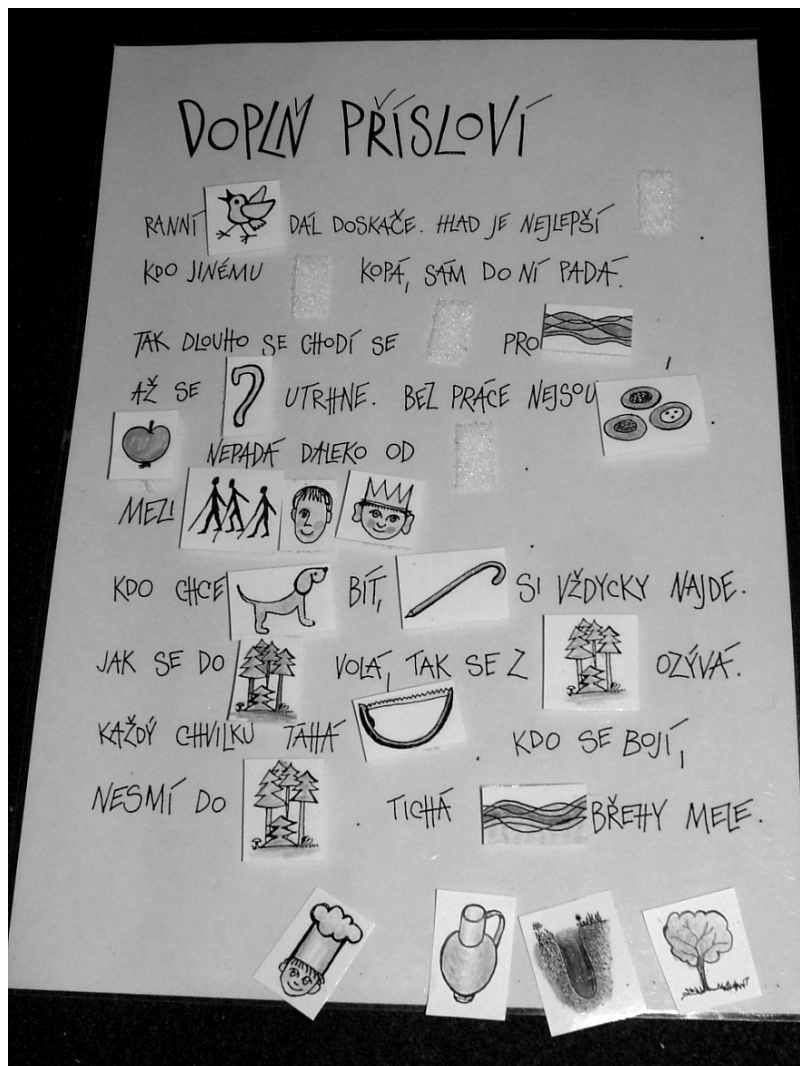 DOPLŇ PŘÍSLOVÍ
RANNÍ DÁL DOSKÁČE. HLAD JE NEJLEPŠÍ .
KDO JINÉMU KOPÁ, SÁM DO NÍ PADÁ.
TAK DLOUHO SE CHODÍ SE PRO ,
AŽ SE UTRHNE. BEZ PRÁCE NEJSOU .
NEPADÁ DALEKO OD .
MEZI .
KDO CHCE BÍT, SI VŽDYCKY NAJDE.
JAK SE DO VOLÁ, TAK SE Z OZÝVÁ.
KAŽDÝ CHVILKU TÁHÁ . KDO SE BOJÍ,
NESMÍ DO . TICHÁ BŘEHY MELE.